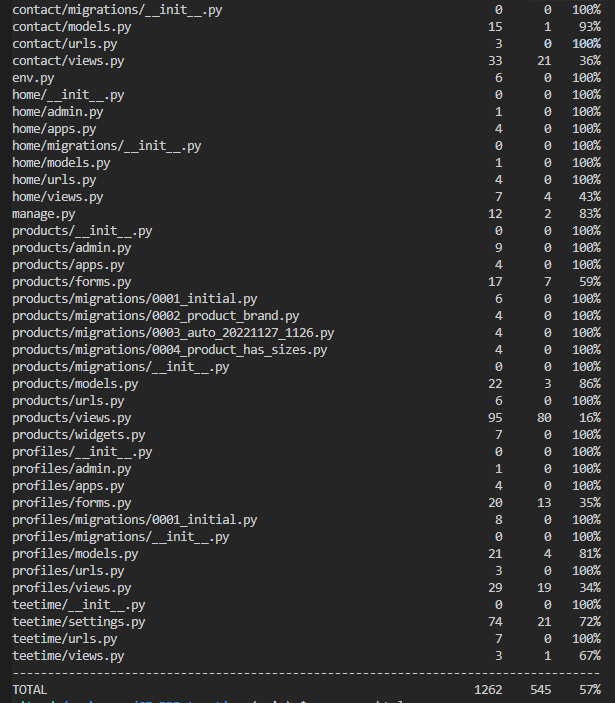 contact/migrations/__init__.py 0 0 100%
contact/models.py 15 1 93%
contact/urls.py 3 0 100%
contact/views.py 33 21 36%
env.py 6 0 100%
home/__init__.py 0 0 100%
home/admin.py 1 0 100%
home/apps.py 4 0 100%
home/migrations/__init__.py 0 0 100%
home/models.py 1 0 100%
home/urls.py 4 0 100%
home/views.py 7 4 43%
manage.py 12 2 83%
products/__init__.py 0 0 100%
products/admin.py 9 0 100%
products/apps.py 4 0 100%
products/forms.py 17 7 59%
products/migrations/0001_initial.py 6 0 100%
products/migrations/0002_product_brand.py 4 0 100%
products/migrations/0003_auto_20221127_1126.py 4 0 100%
products/migrations/0004_product_has_sizes.py 4 0 100%
products/migrations/__init__.py 0 0 100%
products/models.py 22 3 86%
products/urls.py 6 0 100%
products/views.py 95 80 16%
products/widgets.py 7 0 100%
profiles/__init__.py 0 0 100%
profiles/admin.py 1 0 100%
profiles/apps.py 4 0 100%
profiles/forms.py 20 13 35%
profiles/migrations/0001_initial.py 8 0 100%
profiles/migrations/__init__.py 0 0 100%
profiles/models.py 21 4 81%
profiles/urls.py 3 0 100%
profiles/views.py 29 19 34%
teetime/__init__.py 0 0 100%
teetime/settings.py 74 21 72%
teetime/urls.py 7 0 100%
teetime/views.py 3 1 67%
--------------------------------------------------------------------------------
TOTAL 1262 545 57%